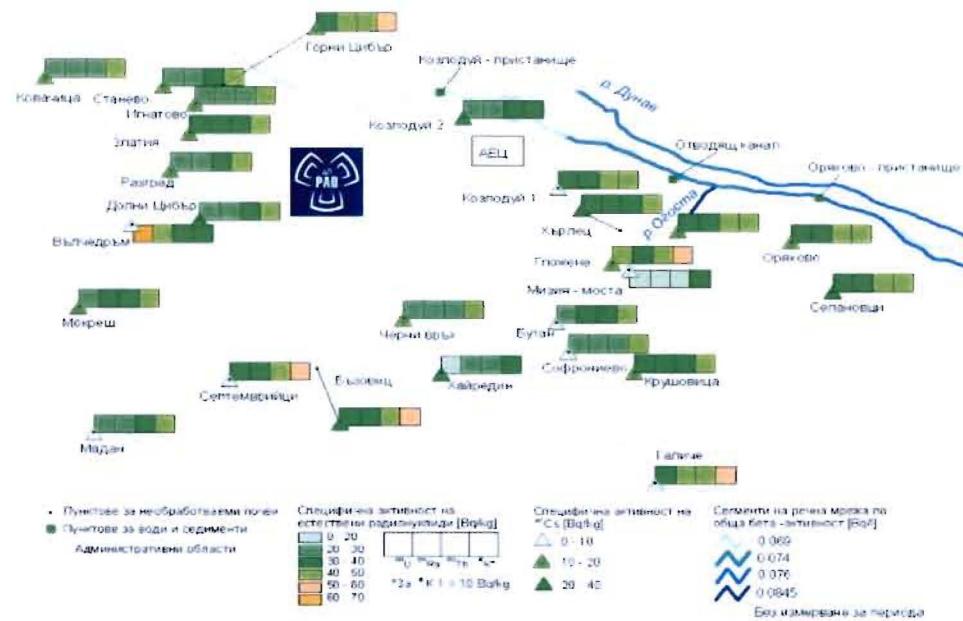 Горни Цибър
Козлодуй - пристанище
р. Дунав
Ковачица
Станево
Игнатово
Козлодуй 2
Златия
АЕЦ
Отводящ канал
Оряхово - пристанище
РАО
Разград
Козлодуй 1
Долни Цибър
Хърлец
р. Огоста
Вълчедръм
Оряхово
Гложене
Мизия - моста
Селановци
Мокреш
Черни връх
Бутан
Софрониево
Бъзовец
Хайредин
Крушовица
Септемврийци
Мадан
Галиче
Пунктове за необработваеми почви
Пунктове за води и седименти
Административни области
Специфична активност на
естествени радионуклиди [Bq/kg]
0 - 20
20 - 30
30 - 40
40 - 50
50 - 60
60 - 70
Специфична активност на
Cs [Bq/kg]
0 - 10
10 - 20
20 - 40
Сегменти на речна мрежа по
обща бета -активност [Bq/l]
0.069
0.074
0.076
0.0845
Без измерване за периода